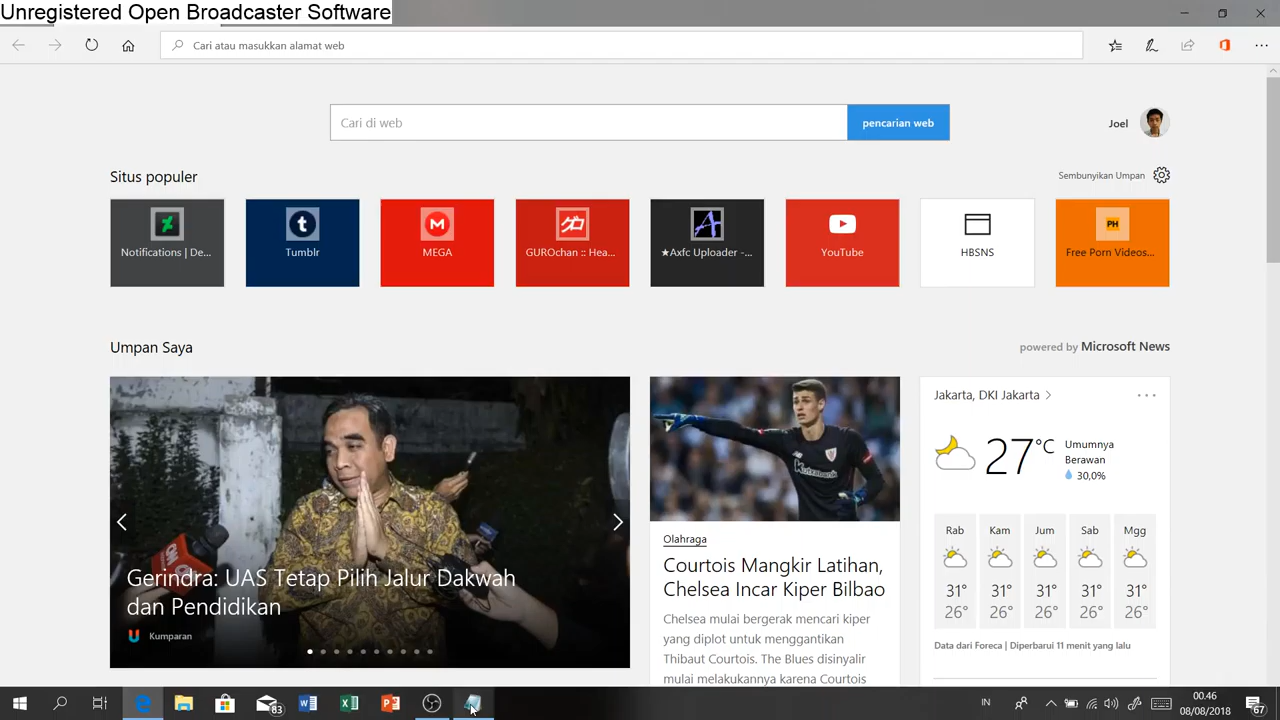 Unregistered Open Broadcaster Software
Cari atau masukkan alamat web
Cari di web
pencarian web
Joel
Situs populer
Sembunyikan Umpan
Notifications | De...
Tumblr
MEGA
GUROchan :: Hea...
★Axfc Uploader -...
YouTube
HBSNS
PH
Free Porn Videos...
Umpan Saya
powered by Microsoft News
Gerindra: UAS Tetap Pilih Jalur Dakwah
dan Pendidikan
Kumparan
Olahraga
Courtois Mangkir Latihan,
Chelsea Incar Kiper Bilbao
Chelsea mulai bergerak mencari kiper
yang diplot untuk menggantikan
Thibaut Courtois. The Blues disinyalir
mulai melakukannya karena Courtois
Jakarta, DKI Jakarta
27°C
Umumnya
Berawan
30,0%
Rab Kam Jum Sab Mgg
31° 31° 31° 31° 31°
26° 26° 26° 26° 26°
Data dari Foreca | Diperbarui 11 menit yang lalu
83
IN
00.46
08/08/2018
67